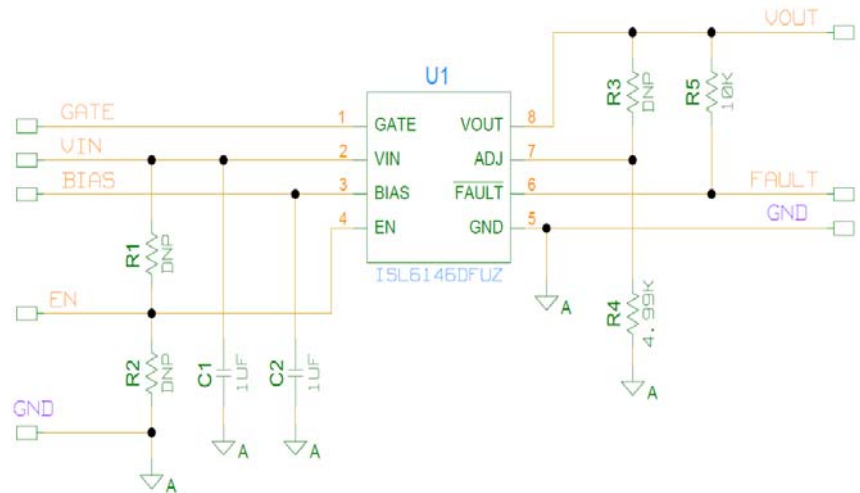 U1
GATE
VIN
BIAS
EN
GND
1
2
3
4
GATE
VIN
BIAS
EN
VOUT
ADJ
FAULT
GND
8
7
6
5
ISL6146DFUZ
R1
DNP
R2
DNP
C1
1UF
C2
1UF
A
A
A
R3
DNP
R5
10K
R4
4.99K
A
A
VOUT
FAULT
GND